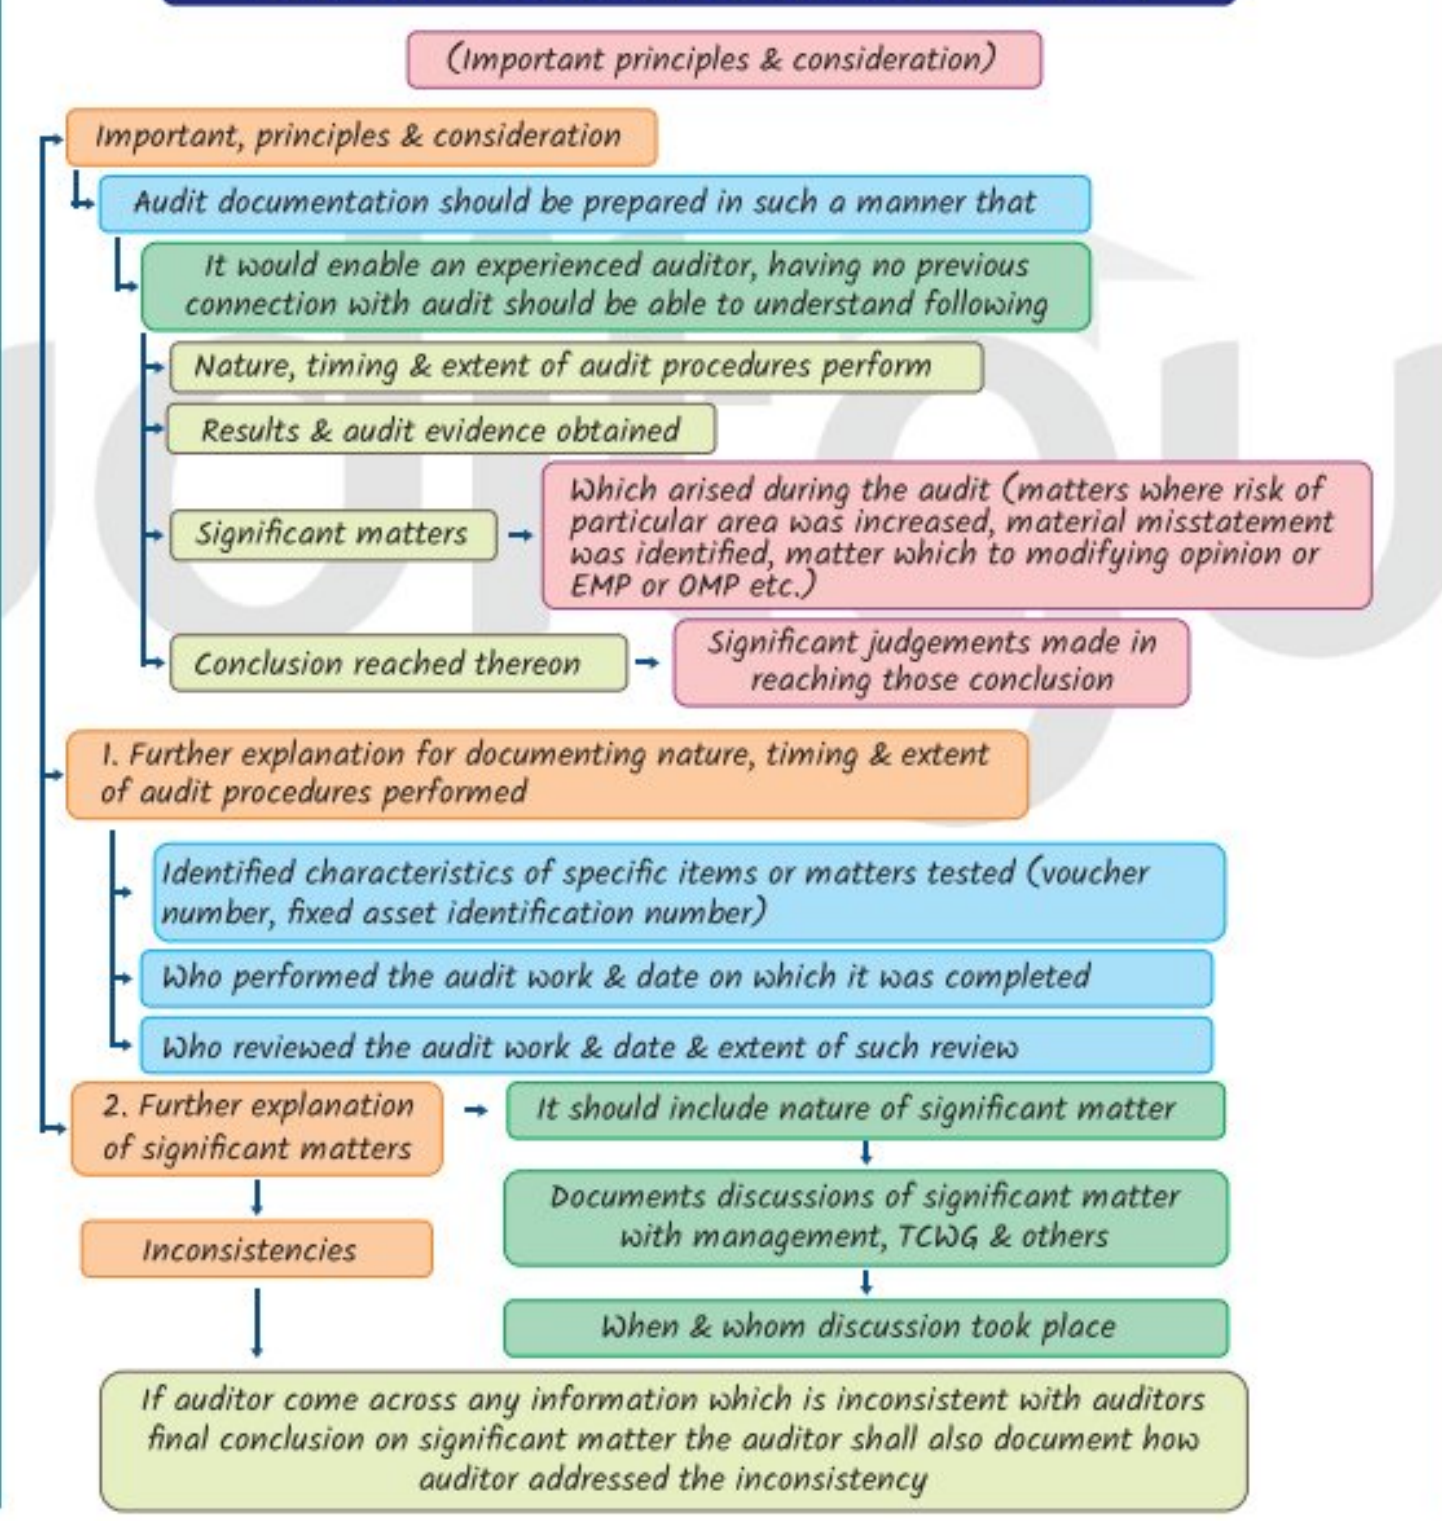 (Important principles & consideration)
Important, principles & consideration
Audit documentation should be prepared in such a manner that
It would enable an experienced auditor, having no previous
connection with audit should be able to understand following
Nature, timing & extent of audit procedures perform
Results & audit evidence obtained
Significant matters
Which arised during the audit (matters where risk of
particular area was increased, material misstatement
was identified, matter which to modifying opinion or
EMP or OMP etc.)
Conclusion reached thereon
Significant judgements made in
reaching those conclusion
1. Further explanation for documenting nature, timing & extent
of audit procedures performed
Identified characteristics of specific items or matters tested (voucher
number, fixed asset identification number)
Who performed the audit work & date on which it was completed
Who reviewed the audit work & date & extent of such review
2. Further explanation
of significant matters
It should include nature of significant matter
Documents discussions of significant matter
with management, TCWG & others
When & whom discussion took place
Inconsistencies
If auditor come across any information which is inconsistent with auditors
final conclusion on significant matter the auditor shall also document how
auditor addressed the inconsistency